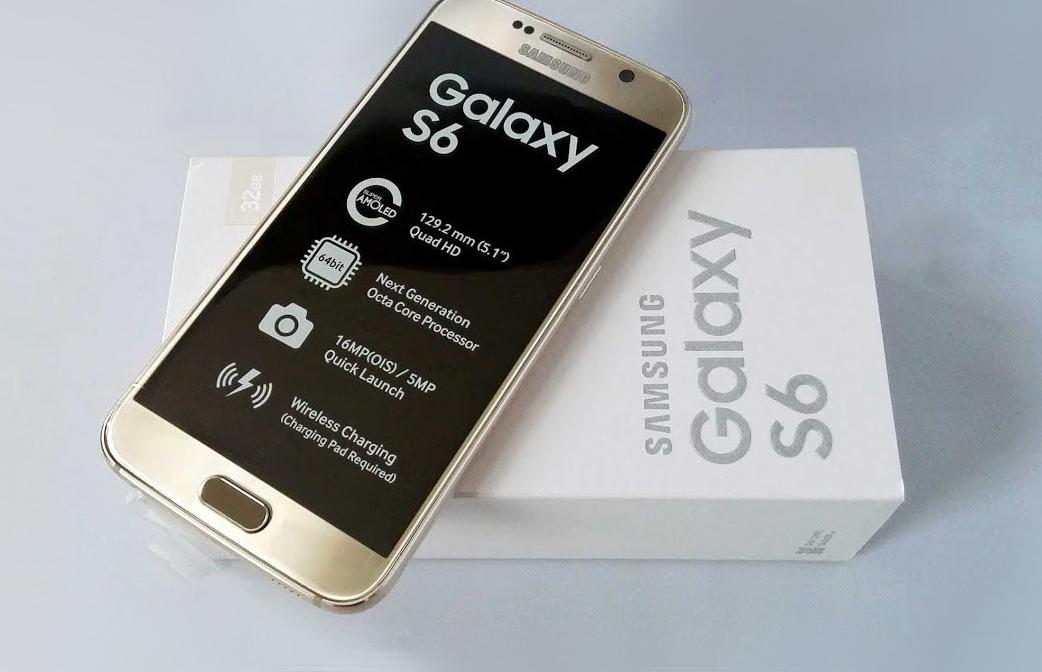 SAMSUNG
Galaxy
S6
SUPER
AMOLED
129.2 mm (5.1")
Quad HD
64bit
Next Generation
Octa Core Processor
16MP(OIS) / 5MP
Quick Launch
Wireless Charging
(Charging Pad Required)
32GB
SAMSUNG
Galaxy
S6